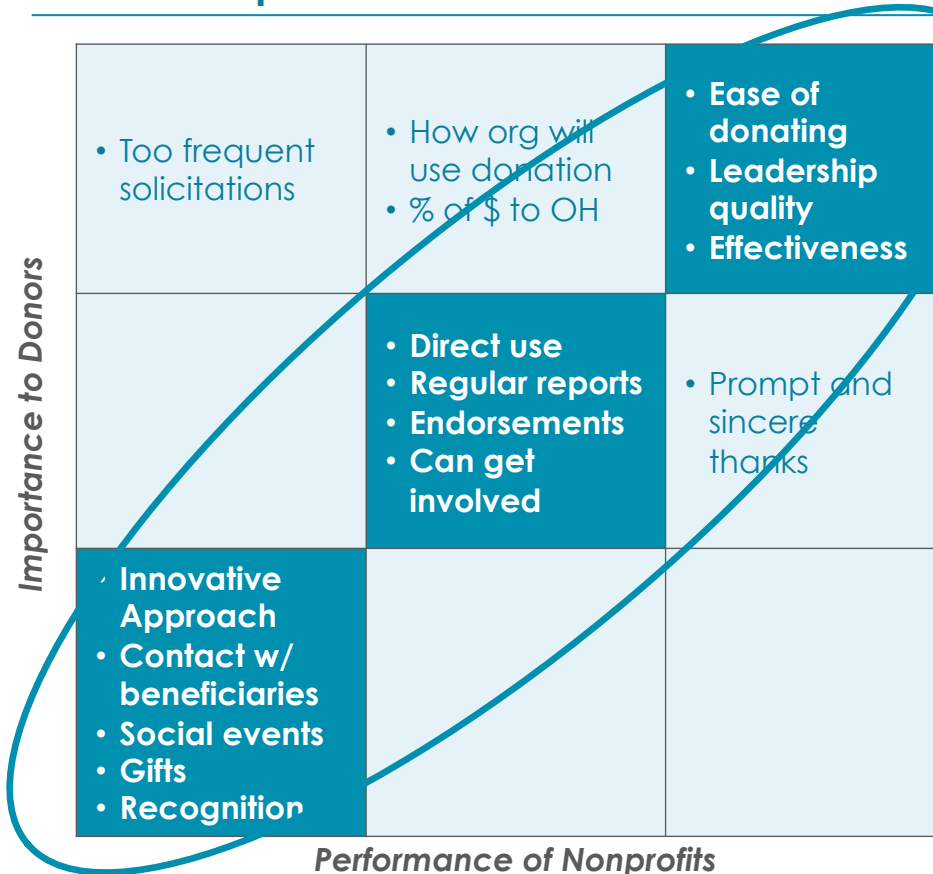 • Too frequent
solicitations
• How org will
use donation
• % of $ to OH
• Ease of
donating
• Leadership
quality
• Effectiveness
Importance to Donors
• Direct use
• Regular reports
• Endorsements
• Can get
involved
• Prompt and
sincere
thanks
• Innovative
Approach
• Contact w/
beneficiaries
• Social events
• Gifts
• Recognition
Performance of Nonprofits